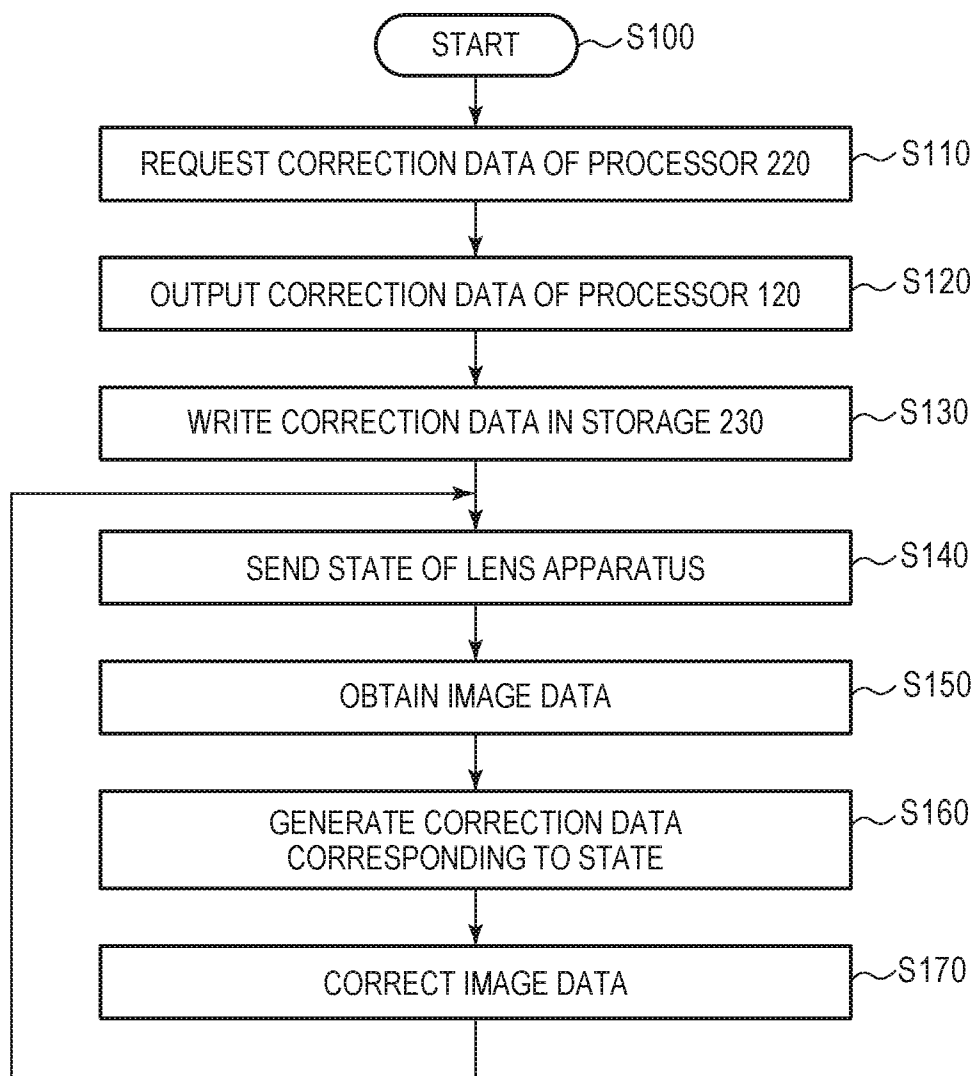 START
S100
REQUEST CORRECTION DATA OF PROCESSOR 220
S110
OUTPUT CORRECTION DATA OF PROCESSOR 120
S120
WRITE CORRECTION DATA IN STORAGE 230
S130
SEND STATE OF LENS APPARATUS
S140
OBTAIN IMAGE DATA
S150
GENERATE CORRECTION DATA
CORRESPONDING TO STATE
S160
CORRECT IMAGE DATA
S170